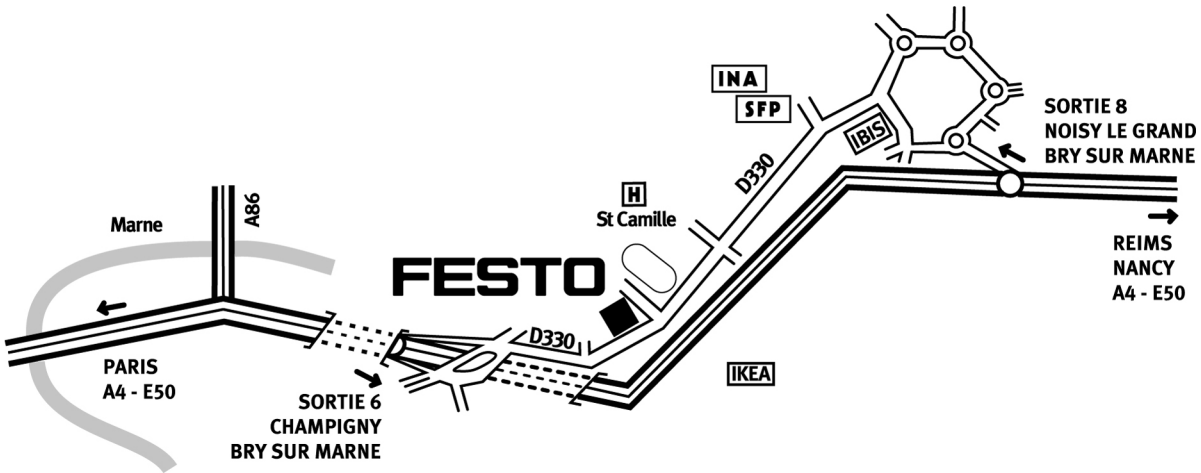 INA
SFP
IBIS
SORTIE 8
NOISY LE GRAND
BRY SUR MARNE
D330
H
St Camille
A86
Marne
REIMS
NANCY
A4 - E50
FESTO
D330
PARIS
A4 - E50
IKEA
SORTIE 6
CHAMPIGNY
BRY SUR MARNE